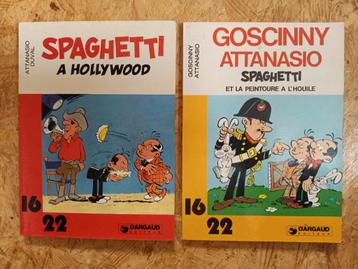 ATTANASIO
DUVAL
SPAGHETTI
A HOLLYWOOD
16
22
DARGAUD
GOSCINNY
ATTANASIO
GOSCINNY
ATTANASIO
SPAGHETTI
ET LA PEINTOURE A L'HOUILE
16
22
DARGAUD